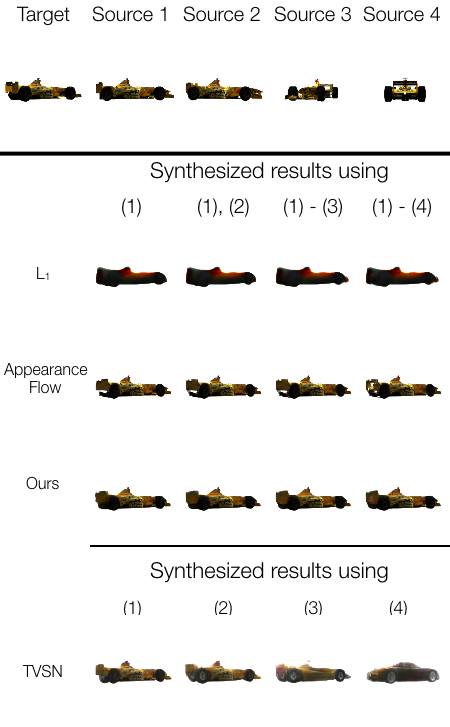 Target Source 1 Source 2 Source 3 Source 4
Synthesized results using
(1) (1), (2) (1) - (3) (1) - (4)
L1
Appearance
Flow
Ours
Synthesized results using
(1) (2) (3) (4)
TVSN